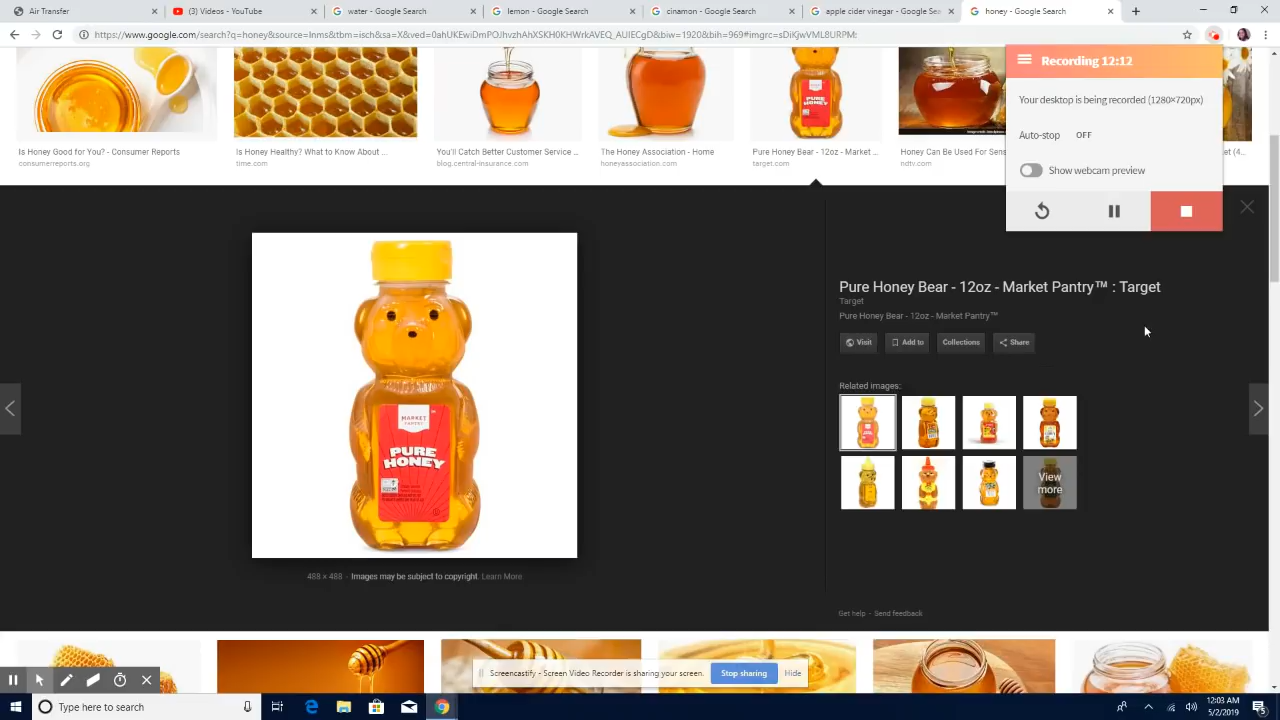 Air Transfer
(3) Videos - YouTube
water - Google Search
lemon - Google Search
cinamon - Google Search
apple cider vinegar - Google Sea
honey - Google Search
https://www.google.com/search?q=honey&source=lnms&tbm=isch&sa=X&ved=0ahUKEwiDmPOJhvzhAhXSKH0KHWrkAVEQ_AUIECgD&biw=1920&bih=969#imgrc=sDiKjwVML8URPM:
Recording 12:12
Your desktop is being recorded (1280×720px)
Auto-stop OFF
Show webcam preview
Is Honey Good for You? - Consumer Reports
consumerreports.org
Is Honey Healthy? What to Know About ...
time.com
You'll Catch Better Customer Service ...
blog.central-insurance.com
The Honey Association - Home
honeyassociation.com
Pure Honey Bear - 12oz - Market ...
target.com
Honey Can Be Used For Sens
ndtv.com
et (4...
MARKET
PANTRY
PURE
HONEY
488 × 488 - Images may be subject to copyright. Learn More
Pure Honey Bear - 12oz - Market Pantry™ : Target
Target
Pure Honey Bear - 12oz - Market Pantry™
Visit
Add to
Collections
Share
Related images:
View
more
Get help - Send feedback
Screencastify - Screen Video Recorder is sharing your screen.
Stop sharing
Hide
Type here to search
12:03 AM
5/2/2019